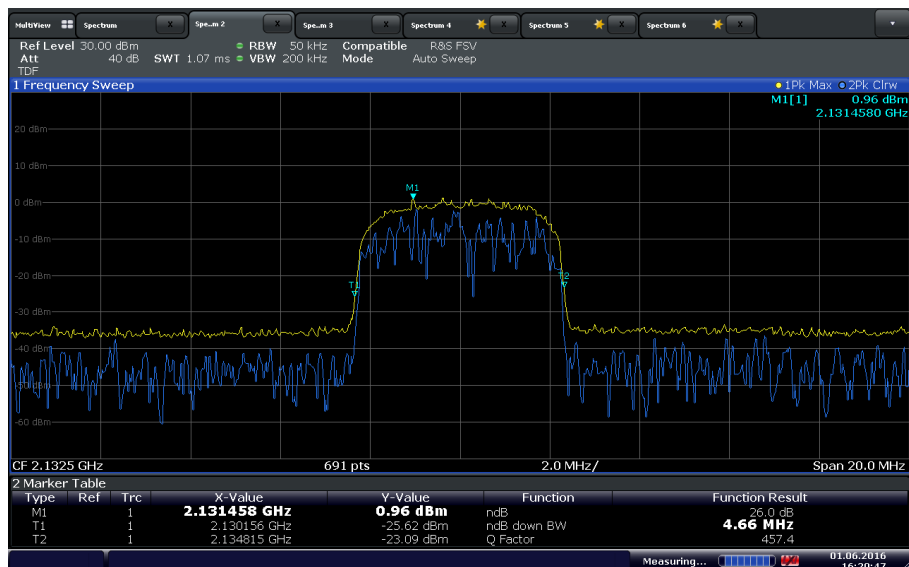 MultiView Spectrum X Spe...m 2 X Spe...m 3 X Spectrum 4 X Spectrum 5 X Spectrum 6 X
Ref Level 30.00 dBm RBW 50 kHz Compatible R&S FSV
Att 40 dB SWT 1.07 ms VBW 200 kHz Mode Auto Sweep
TDF
1 Frequency Sweep 1Pk Max 2Pk Clrw
M1[1] 0.96 dBm
2.1314580 GHz
20 dBm
10 dBm
M1
0 dBm
-10 dBm
-20 dBm
T1 T2
-30 dBm
-40 dBm
-50 dBm
-60 dBm
CF 2.1325 GHz 691 pts 2.0 MHz/ Span 20.0 MHz
2 Marker Table
Type Ref Trc X-Value Y-Value Function Function Result
M1 1 2.131458 GHz 0.96 dBm ndB 26.0 dB
T1 1 2.130156 GHz -25.62 dBm ndB down BW 4.66 MHz
T2 1 2.134815 GHz -23.09 dBm Q Factor 457.4
Measuring... 01.06.2016
16:20:47